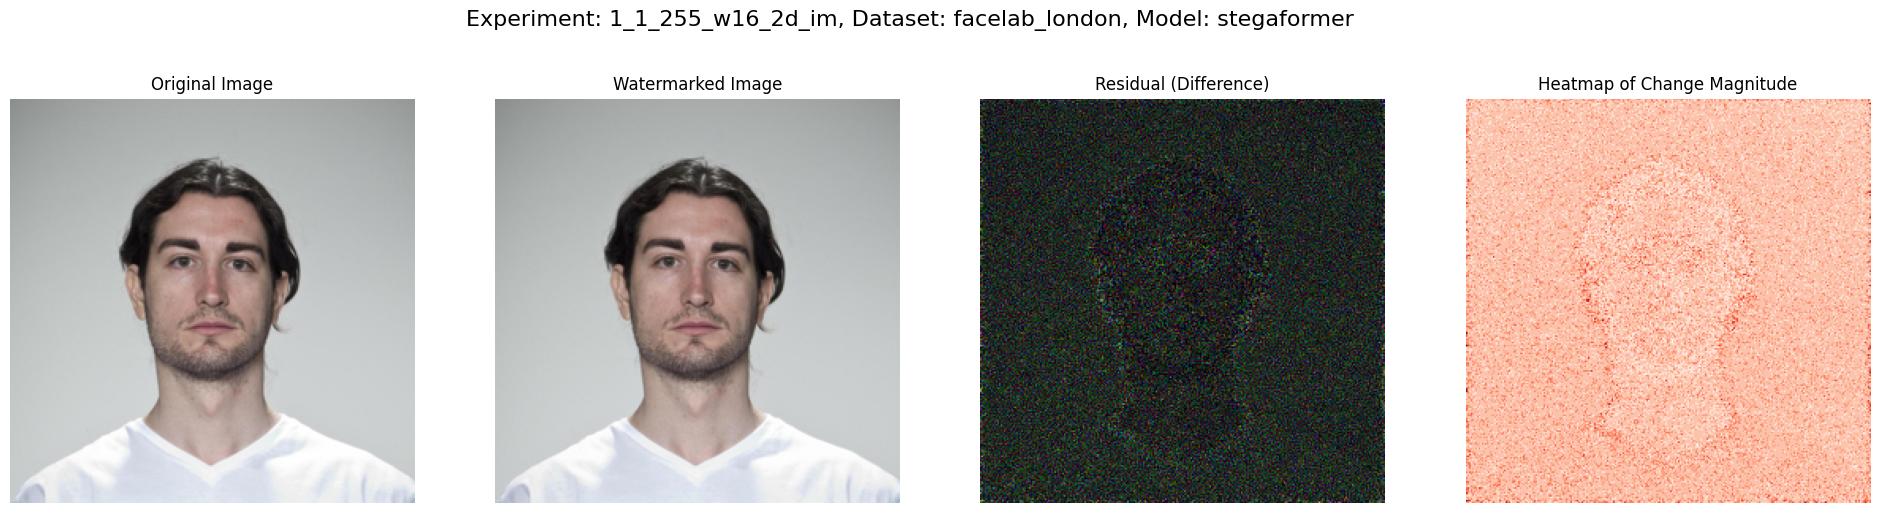 Experiment: 1_1_255_w16_2d_im, Dataset: facelab_london, Model: stegaformer
Original Image
Watermarked Image
Residual (Difference)
Heatmap of Change Magnitude